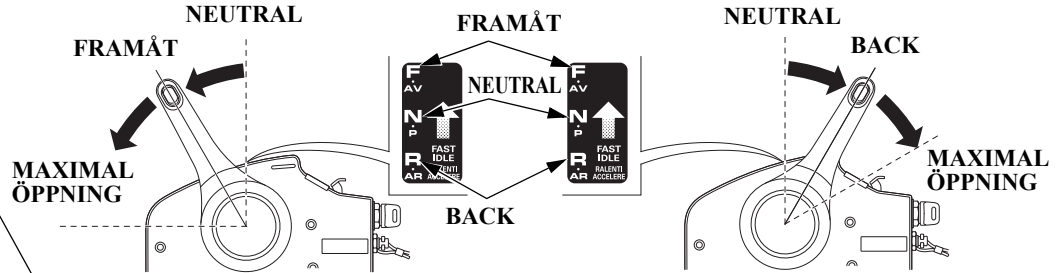 NEUTRAL
FRAMÅT
MAXIMAL
ÖPPNING
FRAMÅT
NEUTRAL
BACK
F
AV
N
P
R
AR
FAST
IDLE
RALENTI
ACCELERE
F
AV
N
P
R
AR
FAST
IDLE
RALENTI
ACCELERE
NEUTRAL
BACK
MAXIMAL
ÖPPNING